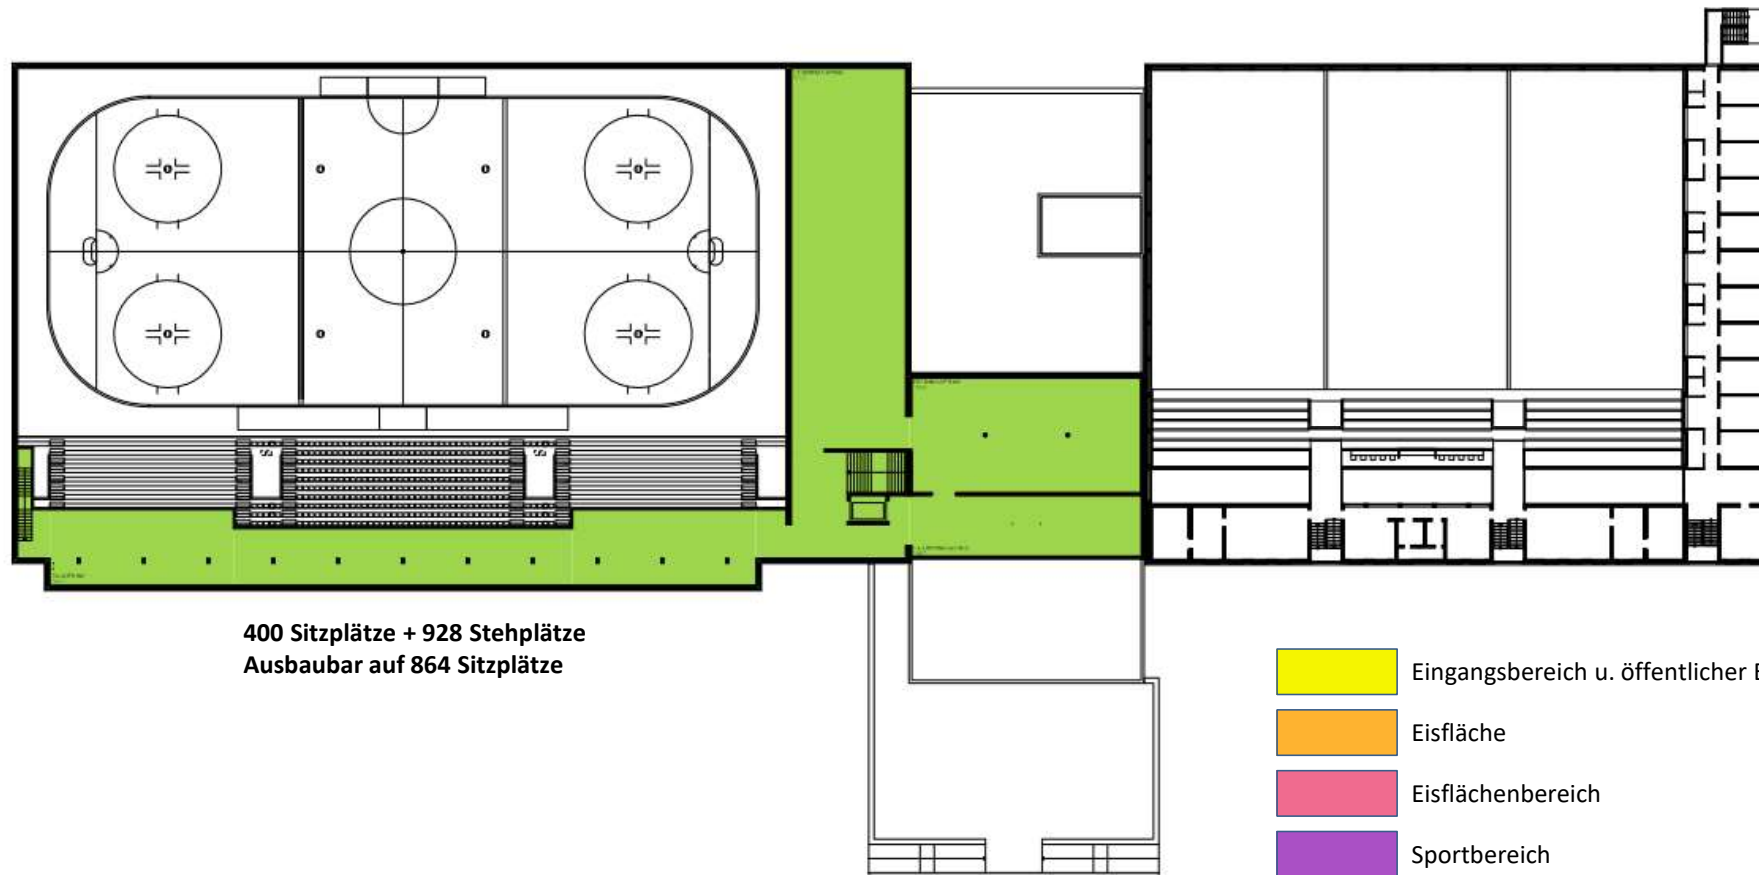 400 Sitzplätze + 928 Stehplätze
Ausbaubar auf 864 Sitzplätze
Eingangsbereich u. öffentlicher
Eisfläche
Eisflächenbereich
Sportbereich